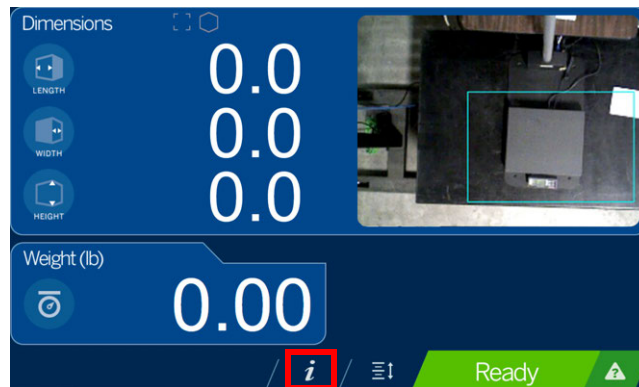 Dimensions
LENGTH
0.0
WIDTH
0.0
HEIGHT
0.0
Weight (lb)
0.00
i
Ready
?